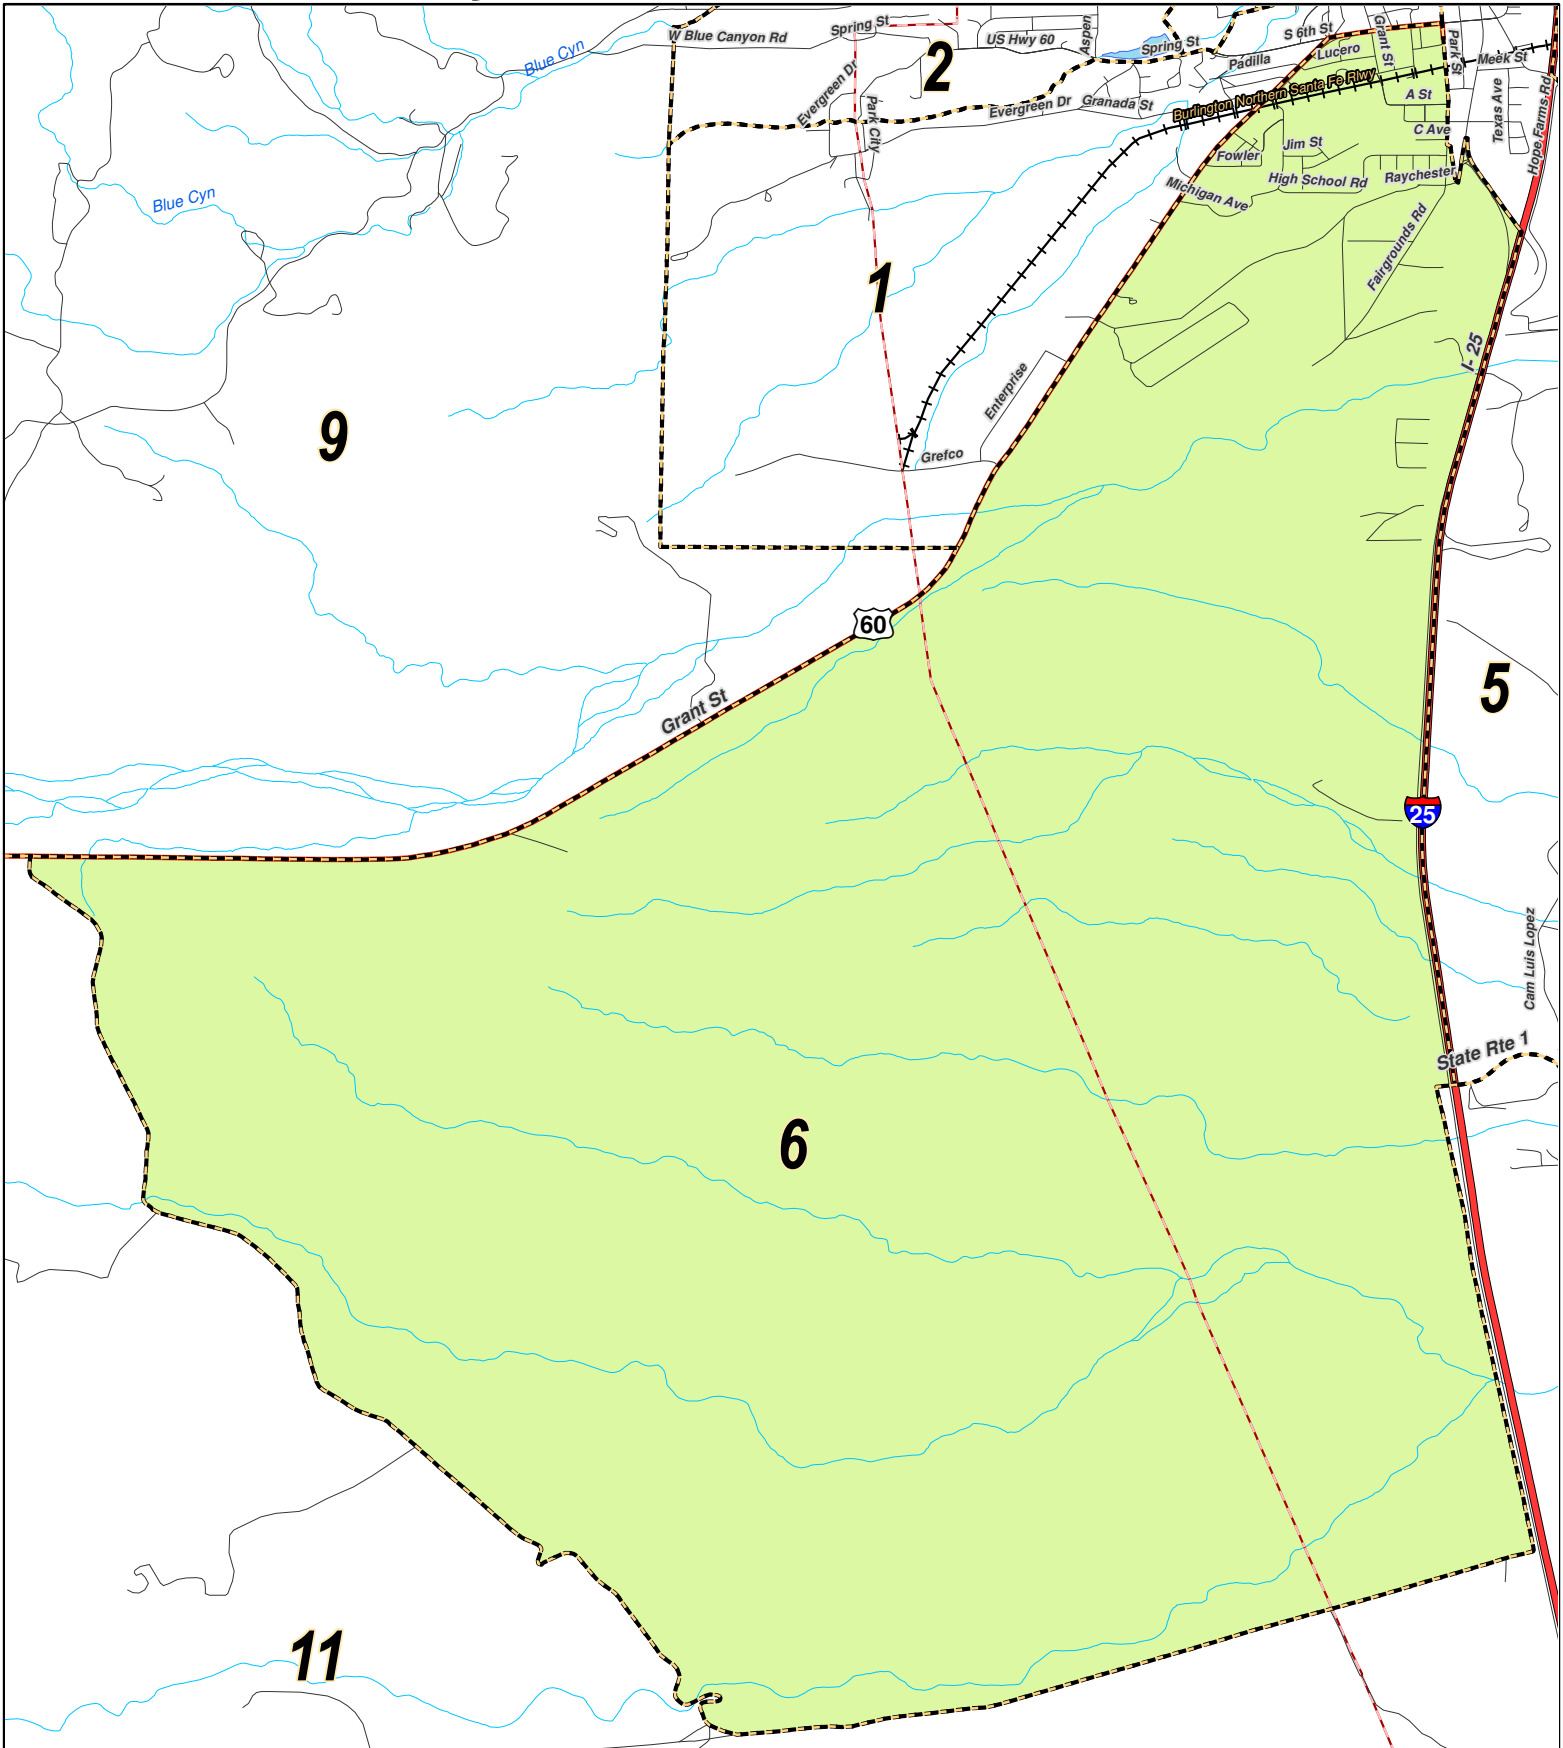 W Blue Canyon Rd
Spring St
2
US Hwy 60
Aspen
Spring St
S 6th St
Grant St
Park St
Lucero
Padilla
Meek St
Blue Cyn
Evergreen Dr
Park City
Evergreen Dr
Granada St
Burlington Northern Santa Fe Rlwy
A St
Texas Ave
Hope Farms Rd
C Ave
Jim St
Fowler
High School Rd
Raychester
Michigan Ave
Blue Cyn
Fairgrounds Rd
1
I- 25
Enterprise
9
Grefco
60
Grant St
5
25
Cam Luis Lopez
State Rte 1
6
11